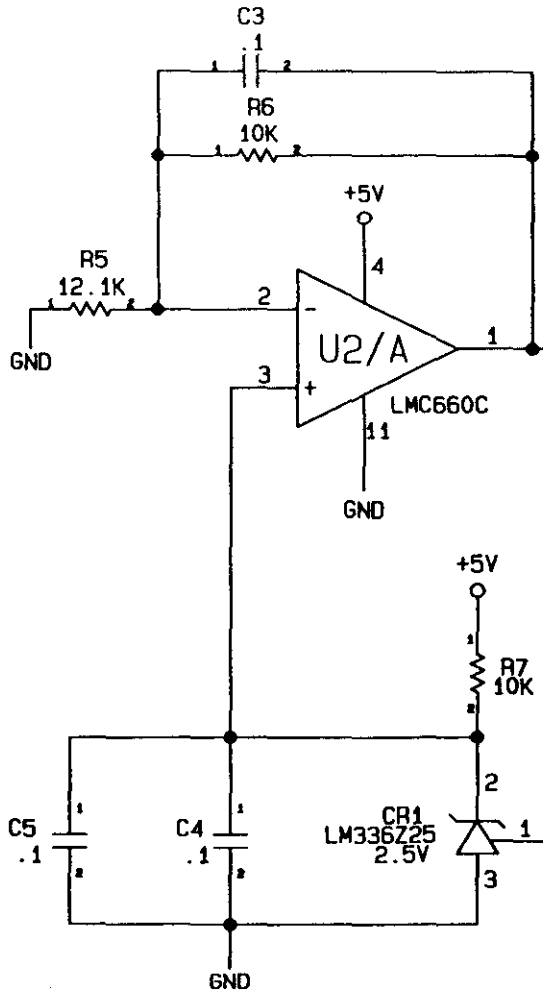 C3
.1
1 2
R6
10K
1 2
+5V
4
R5
12.1K
1 2
2 -
U2/A
1
3 +
LMC660C
GND
11
GND
+5V
1
R7
10K
2
2
1
C5
.1
2
1
C4
.1
2
CR1
LM336Z25
2.5V
1
3
GND